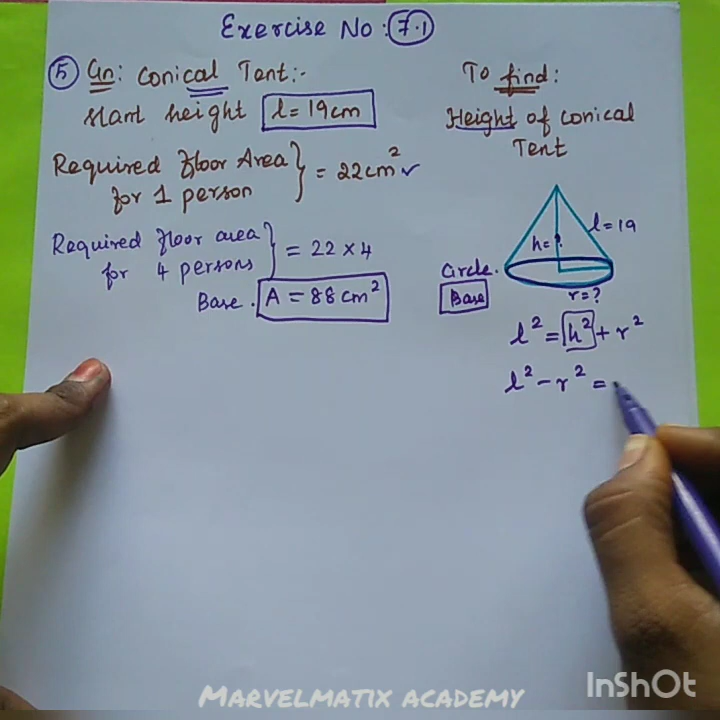 Exercise No : 7.1
5 Gn: Conical Tent:-
slant height l = 19cm
Required floor Area for 1 person } = 22cm² ✓
Required floor area for 4 persons } = 22 × 4
Base. A = 88cm²
To find:
Height of conical Tent
h = ?
l = 19
Circle.
Base
r = ?
l² = h² + r²
l² - r² =
MARVELMATIX ACADEMY
InShOt